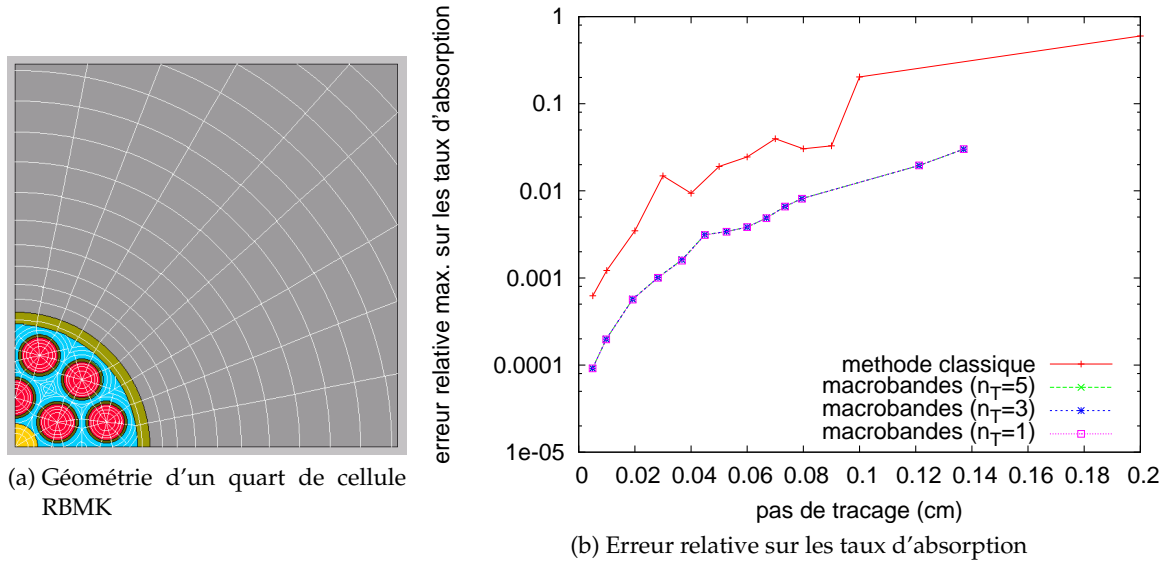 (a) Géométrie d'un quart de cellule
RBMK
erreur relative max. sur les taux d'absorption
1
0.1
0.01
0.001
0.0001
1e-05
0
0.02
0.04
0.06
0.08
0.1
0.12
0.14
0.16
0.18
0.2
pas de tracage (cm)
methode classique
macrobandes (n_T=5)
macrobandes (n_T=3)
macrobandes (n_T=1)
(b) Erreur relative sur les taux d'absorption